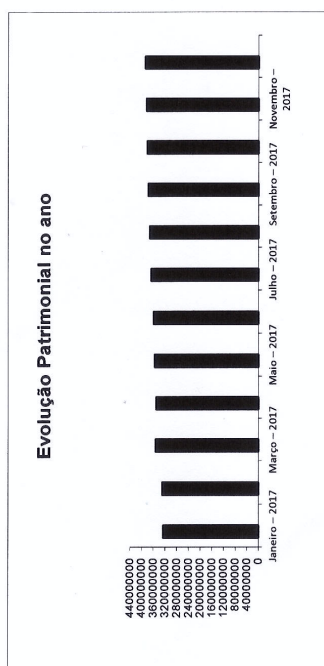 Evolução Patrimonial no ano
440000000
400000000
360000000
320000000
280000000
240000000
200000000
160000000
120000000
80000000
40000000
0
Janeiro – 2017
Março – 2017
Maio – 2017
Julho – 2017
Setembro – 2017
Novembro –
2017